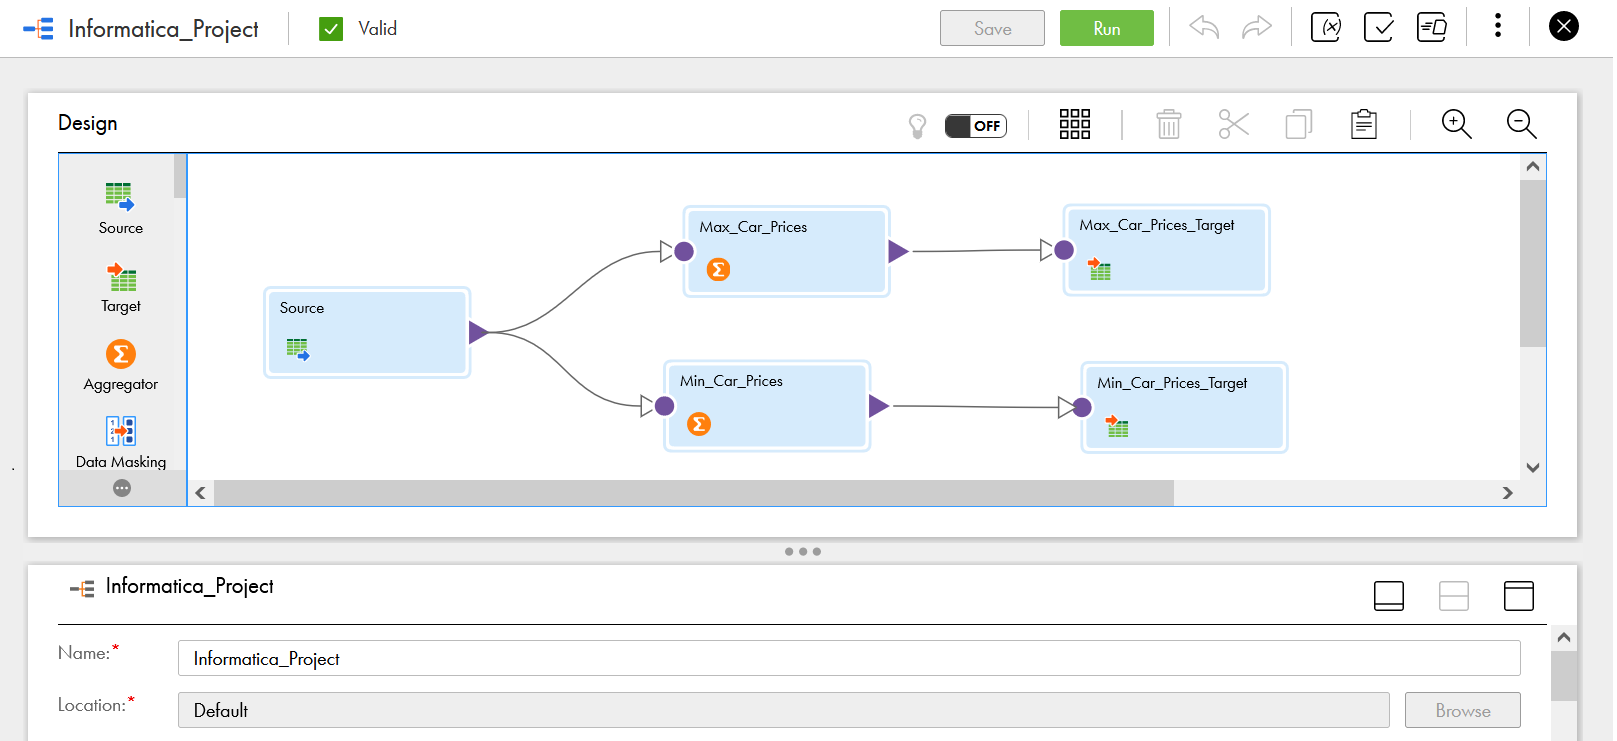 Informatica_Project
Valid
Save
Run
Design
OFF
Source
Target
Aggregator
Data Masking
Source
Max_Car_Prices
Max_Car_Prices_Target
Min_Car_Prices
Min_Car_Prices_Target
Informatica_Project
Name:*
Informatica_Project
Location:*
Default
Browse